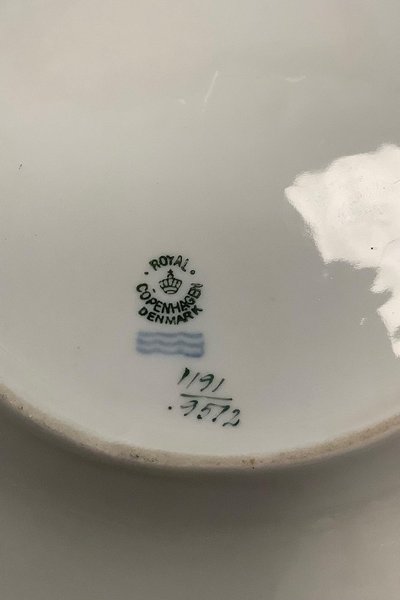 ROYAL
COPENHAGEN
DENMARK
1191
9572